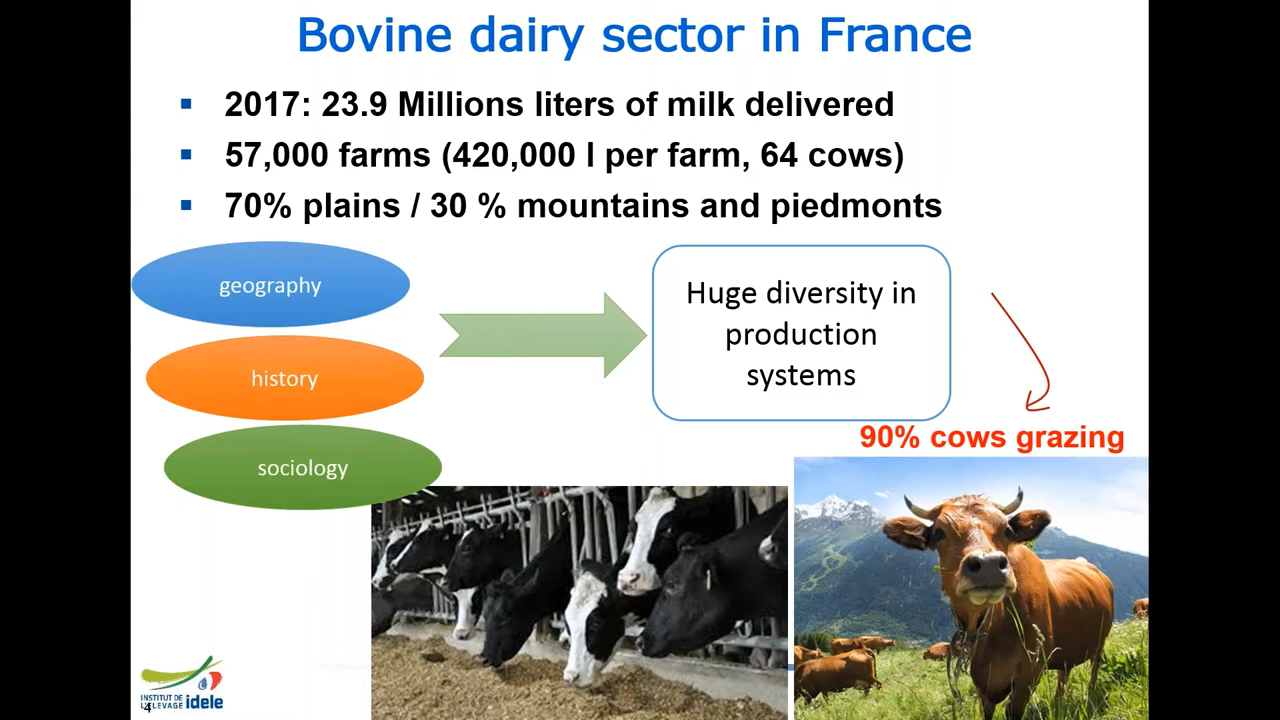 Bovine dairy sector in France
2017: 23.9 Millions liters of milk delivered
57,000 farms (420,000 l per farm, 64 cows)
70% plains / 30 % mountains and piedmonts
geography
history
sociology
Huge diversity in
production
systems
90% cows grazing
INSTITUT DE
L'ELEVAGE idele
4